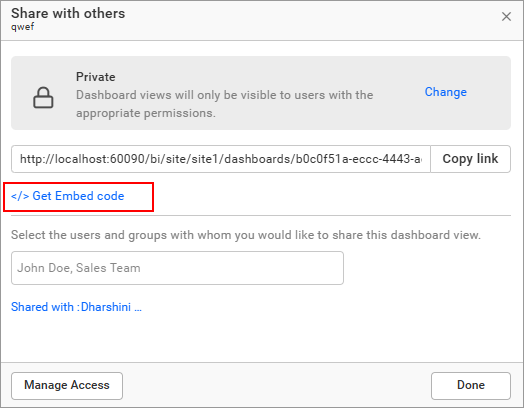 Share with others
qwef
Private
Dashboard views will only be visible to users with the
appropriate permissions.
Change
http://localhost:60090/bi/site/site1/dashboards/b0c0f51a-eccc-4443-a
Copy link
</> Get Embed code
Select the users and groups with whom you would like to share this dashboard view.
John Doe, Sales Team
Shared with :Dharshini ...
Manage Access
Done